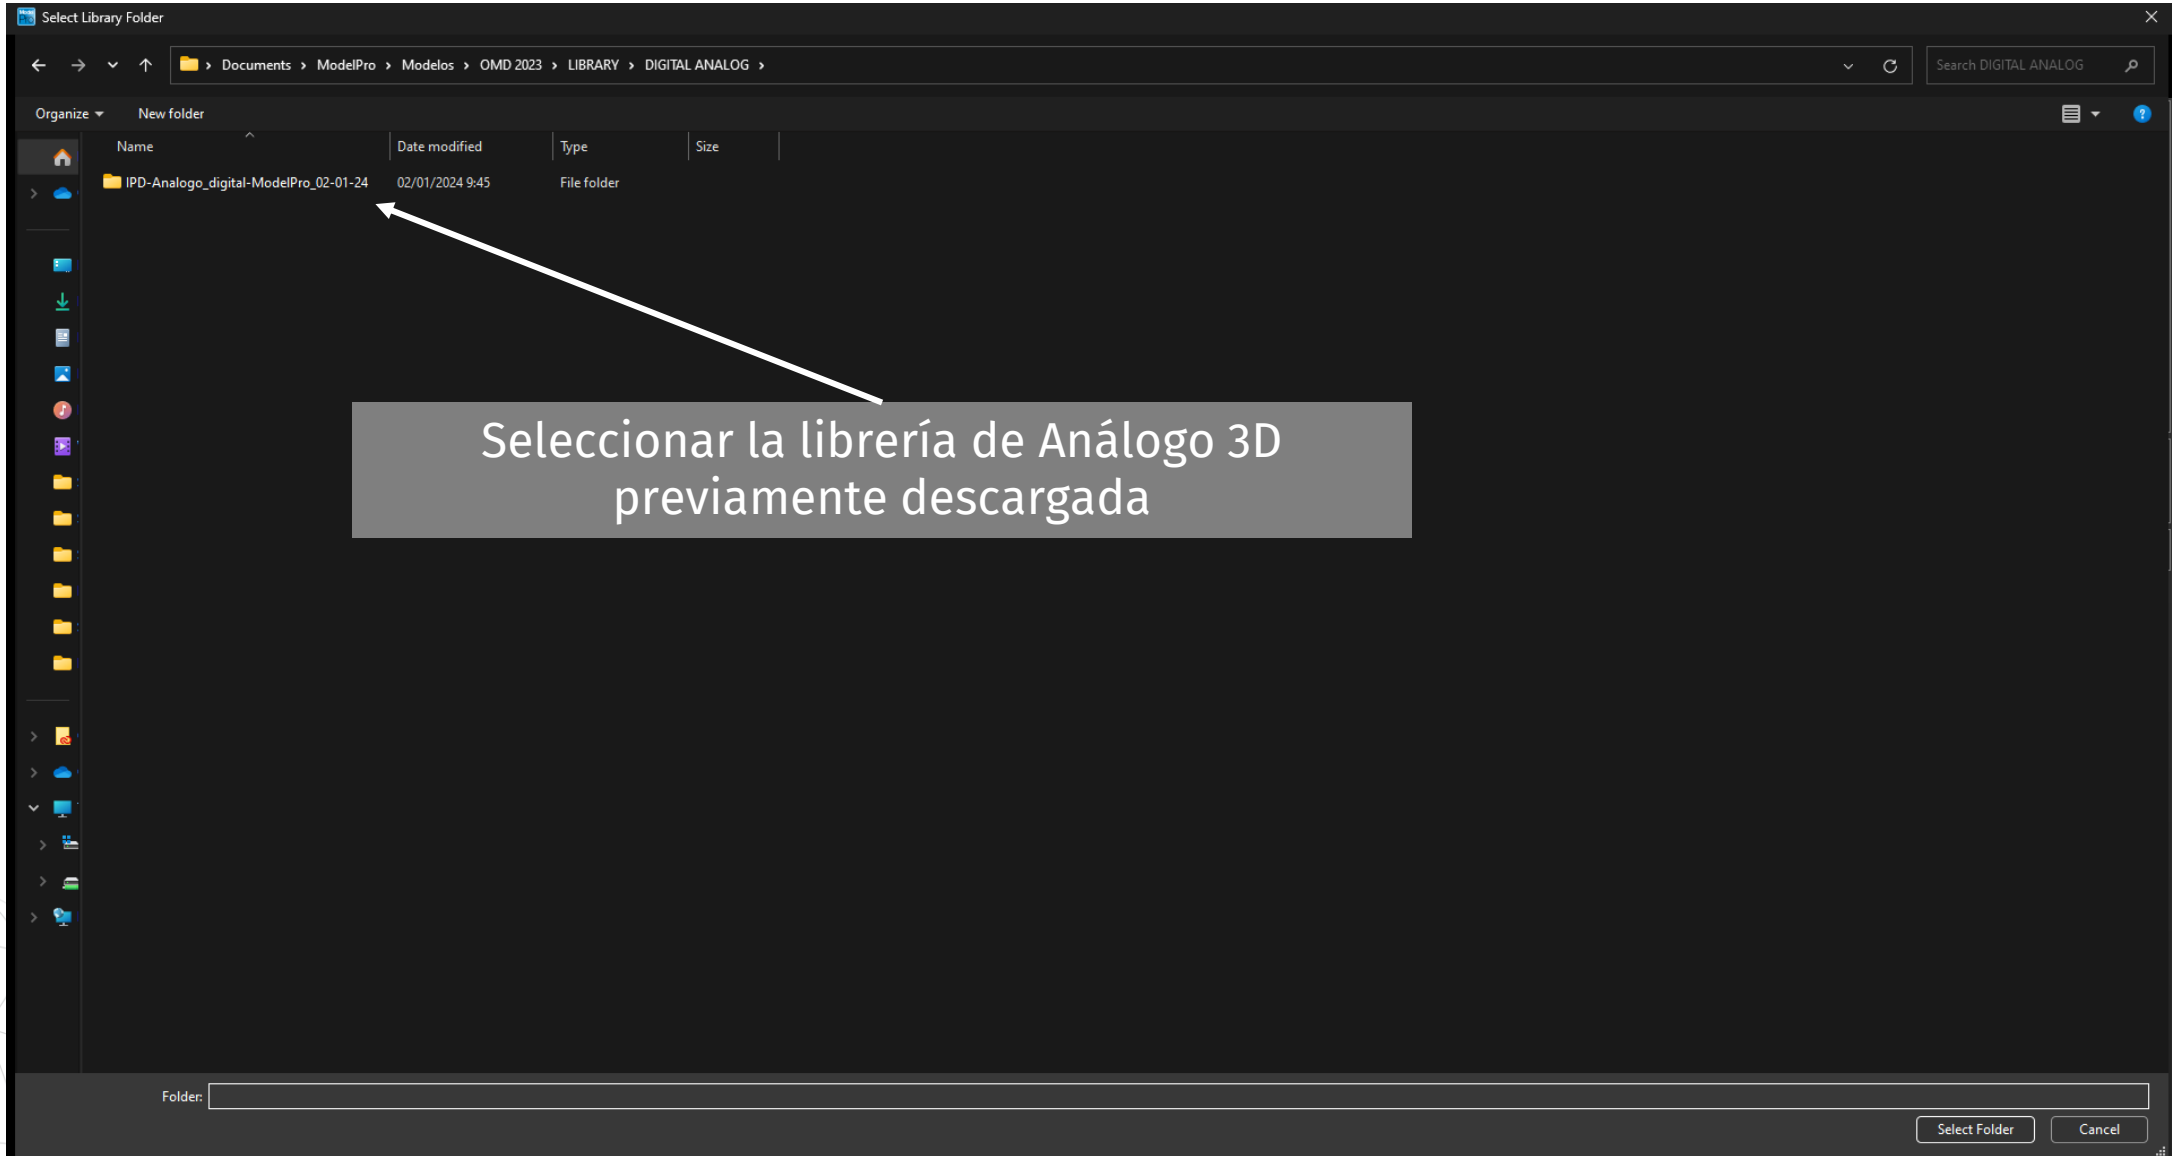 Select Library Folder
Documents > ModelPro > Modelos > OMD 2023 > LIBRARY > DIGITAL ANALOG >
Search DIGITAL ANALOG
Organize
New folder
Name Date modified Type Size
IPD-Analogo_digital-ModelPro_02-01-24 02/01/2024 9:45 File folder
Seleccionar la librería de Análogo 3D
previamente descargada
Folder:
Select Folder Cancel